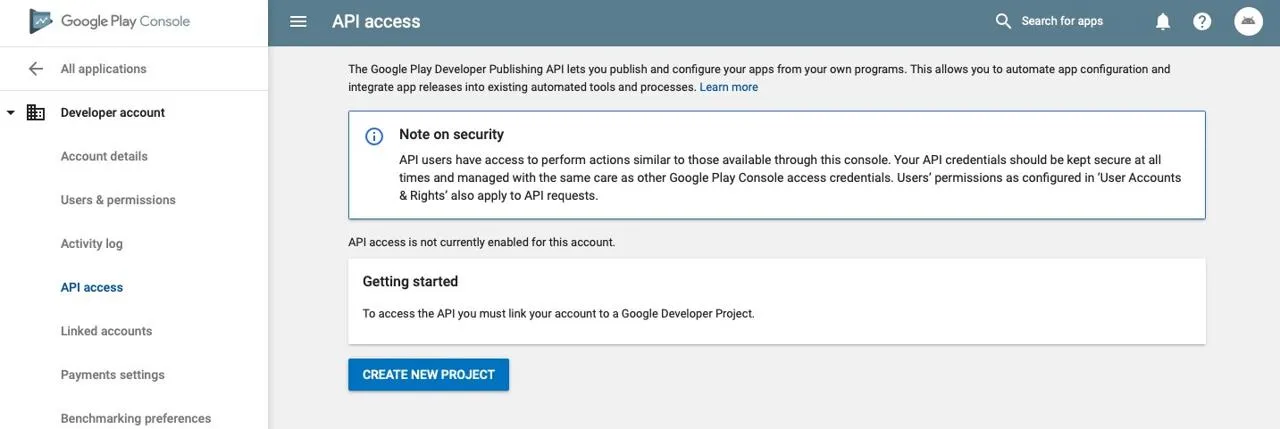 Google Play Console
API access
Search for apps
All applications
Developer account
Account details
Users & permissions
Activity log
API access
Linked accounts
Payments settings
Benchmarking preferences
The Google Play Developer Publishing API lets you publish and configure your apps from your own programs. This allows you to automate app configuration and
integrate app releases into existing automated tools and processes. Learn more
Note on security
API users have access to perform actions similar to those available through this console. Your API credentials should be kept secure at all
times and managed with the same care as other Google Play Console access credentials. Users’ permissions as configured in ‘User Accounts
& Rights’ also apply to API requests.
API access is not currently enabled for this account.
Getting started
To access the API you must link your account to a Google Developer Project.
CREATE NEW PROJECT